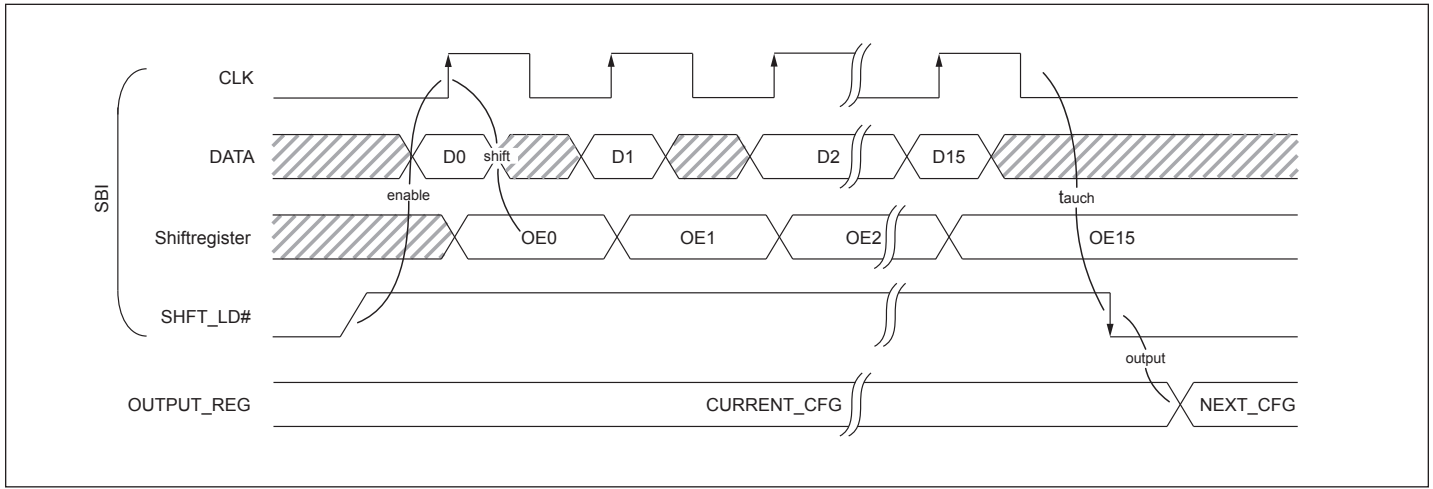 SBI
CLK
DATA
D0
shift
D1
D2
D15
enable
tauch
Shiftregister
OE0
OE1
OE2
OE15
SHFT_LD#
output
OUTPUT_REG
CURRENT_CFG
NEXT_CFG